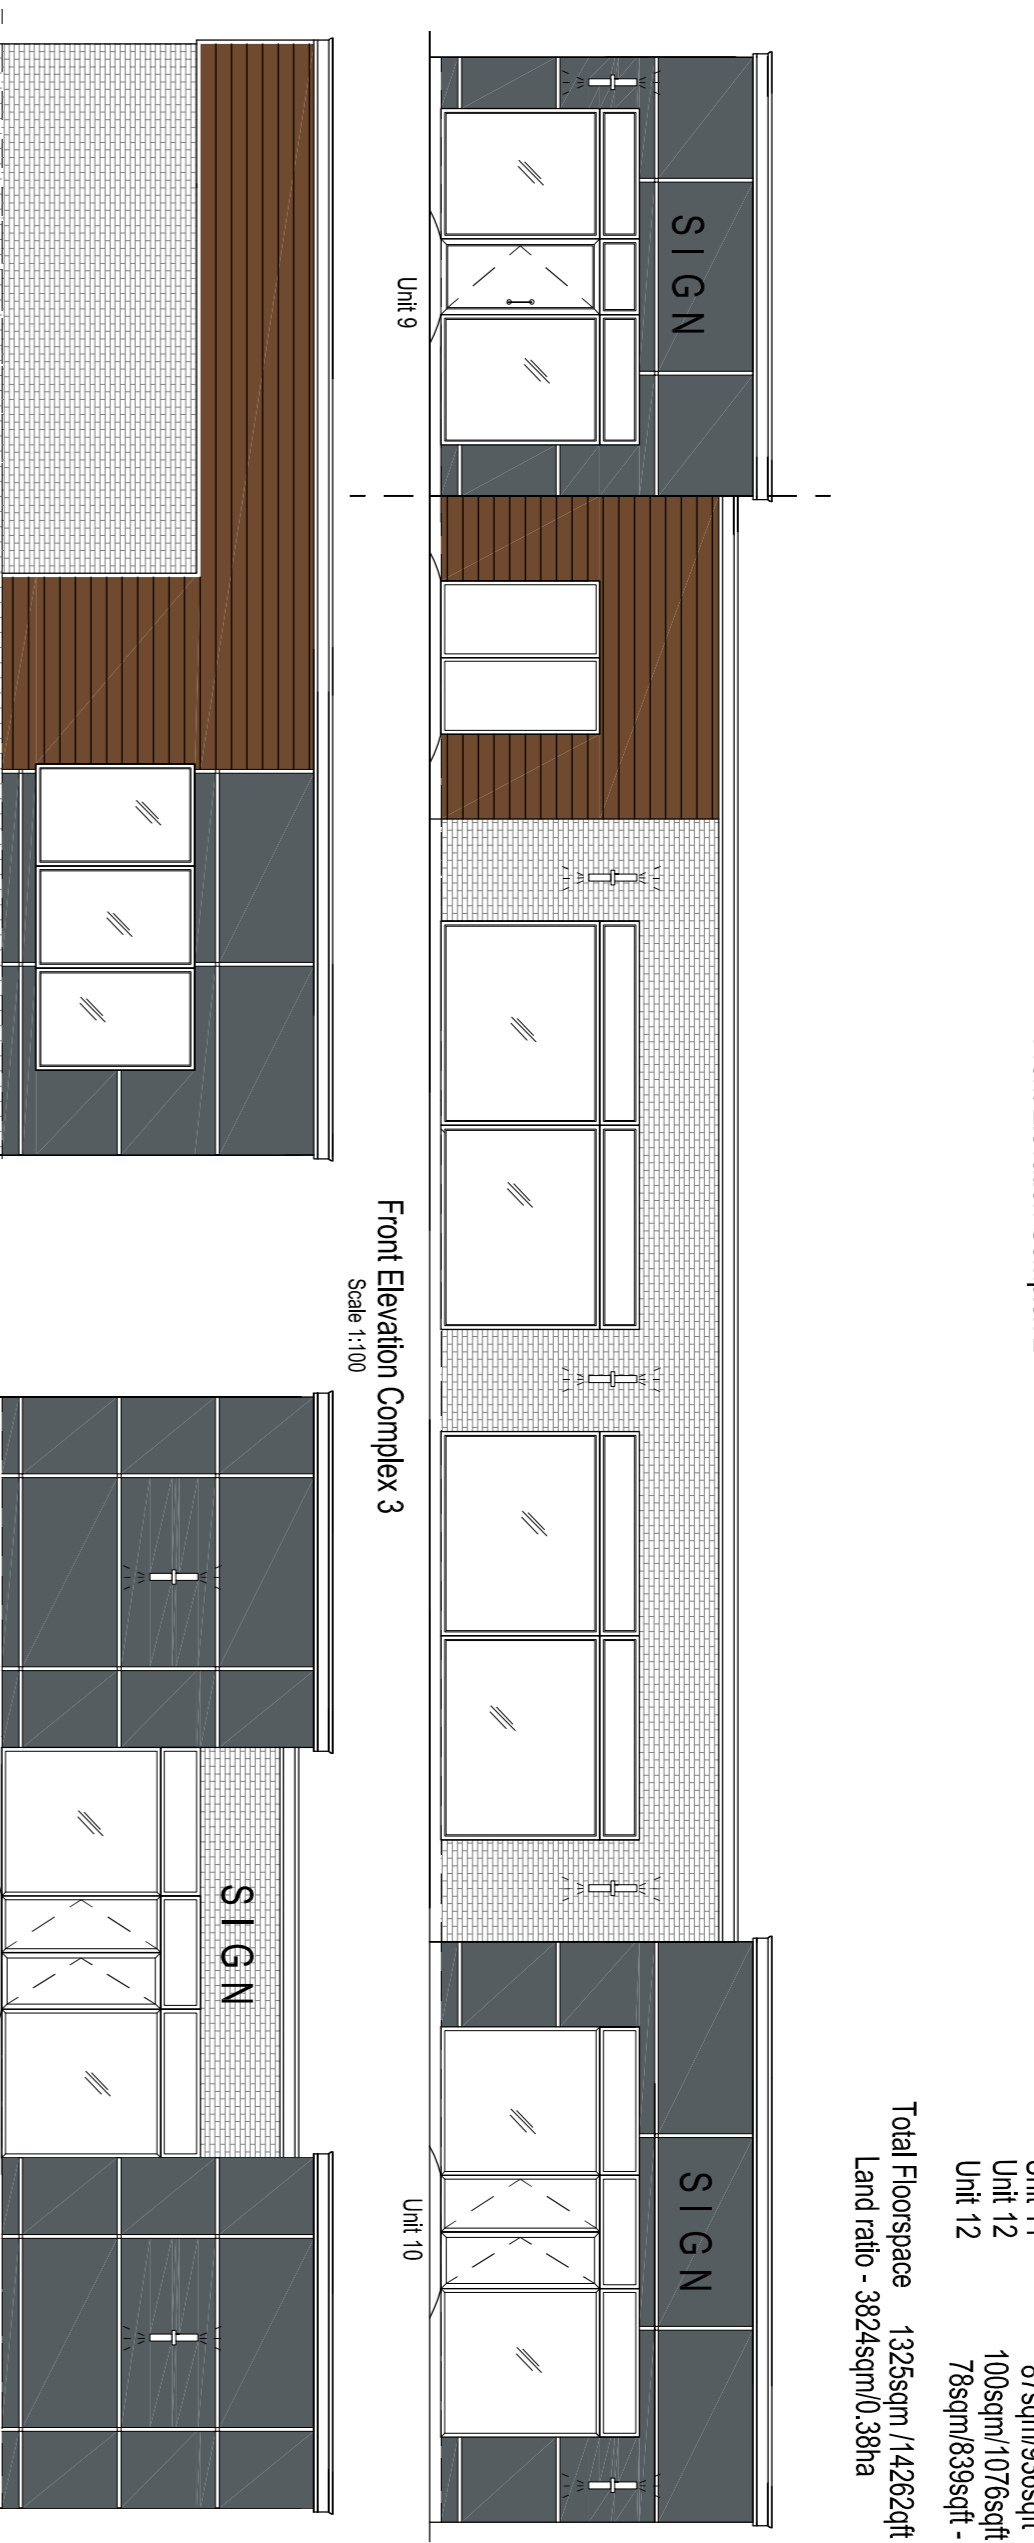 Unit 12
100sqm/1076sqft
Unit 12
78sqm/839sqft -
Total Floorspace 1325sqm /14262qft
Land ratio - 3824sqm/0.38ha
SIGN
SIGN
Unit 9
Unit 10
Front Elevation Complex 3
Scale 1:100
SIGN